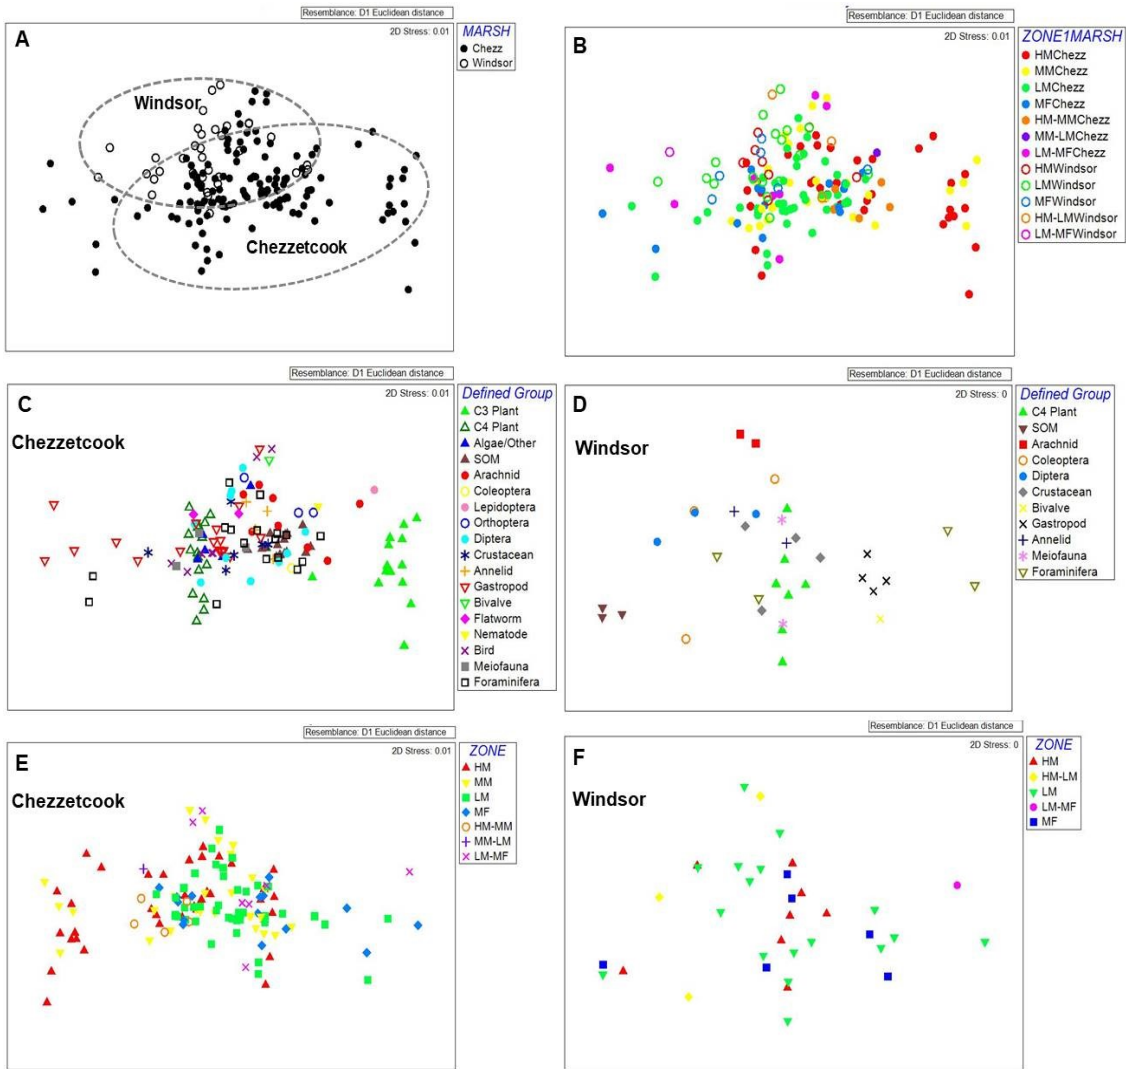 Resemblance: D1 Euclidean distance
A
2D Stress: 0.01
MARSH
Chezz
Windsor
Windsor
Chezzetcook
Resemblance: D1 Euclidean distance
B
2D Stress: 0.01
ZONE1MARSH
HMChezz
MMChezz
LMChezz
MFChezz
HM-MMChezz
MM-LMChezz
LM-MFChezz
HMWindsor
LMWindsor
MFWindsor
HM-LMWindsor
LM-MFWindsor
Resemblance: D1 Euclidean distance
C
2D Stress: 0.01
Chezzetcook
Defined Group
C3 Plant
C4 Plant
Algae/Other
SOM
Arachnid
Coleoptera
Lepidoptera
Orthoptera
Diptera
Crustacean
Annelid
Gastropod
Bivalve
Flatworm
Nematode
Bird
Meiofauna
Foraminifera
Resemblance: D1 Euclidean distance
D
2D Stress: 0
Windsor
Defined Group
C4 Plant
SOM
Arachnid
Coleoptera
Diptera
Crustacean
Bivalve
Gastropod
Annelid
Meiofauna
Foraminifera
Resemblance: D1 Euclidean distance
E
2D Stress: 0.01
Chezzetcook
ZONE
HM
MM
LM
MF
HM-MM
MM-LM
LM-MF
Resemblance: D1 Euclidean distance
F
2D Stress: 0
Windsor
ZONE
HM
HM-LM
LM
LM-MF
MF